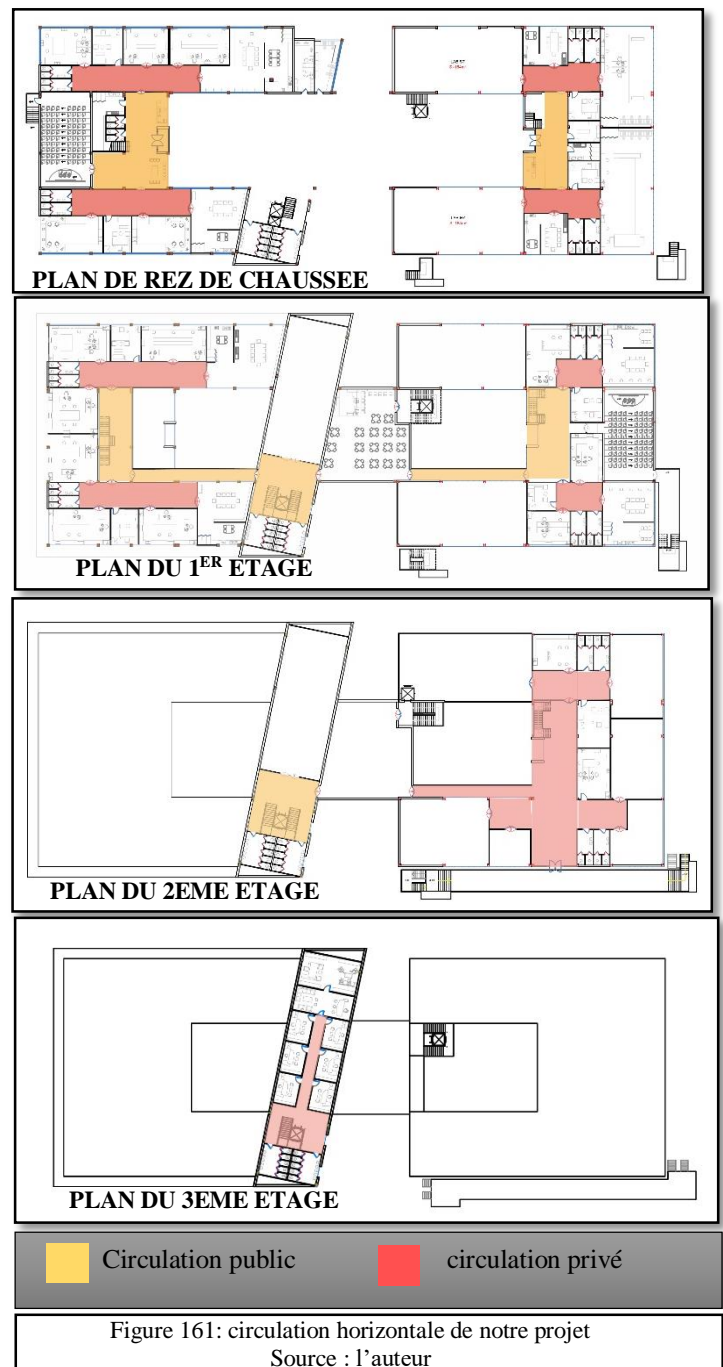 PLAN DE REZ DE CHAUSSEE
PLAN DU 1ER ETAGE
PLAN DU 2EME ETAGE
PLAN DU 3EME ETAGE
Circulation public
circulation privé
Figure 161: circulation horizontale de notre projet
Source : l’auteur